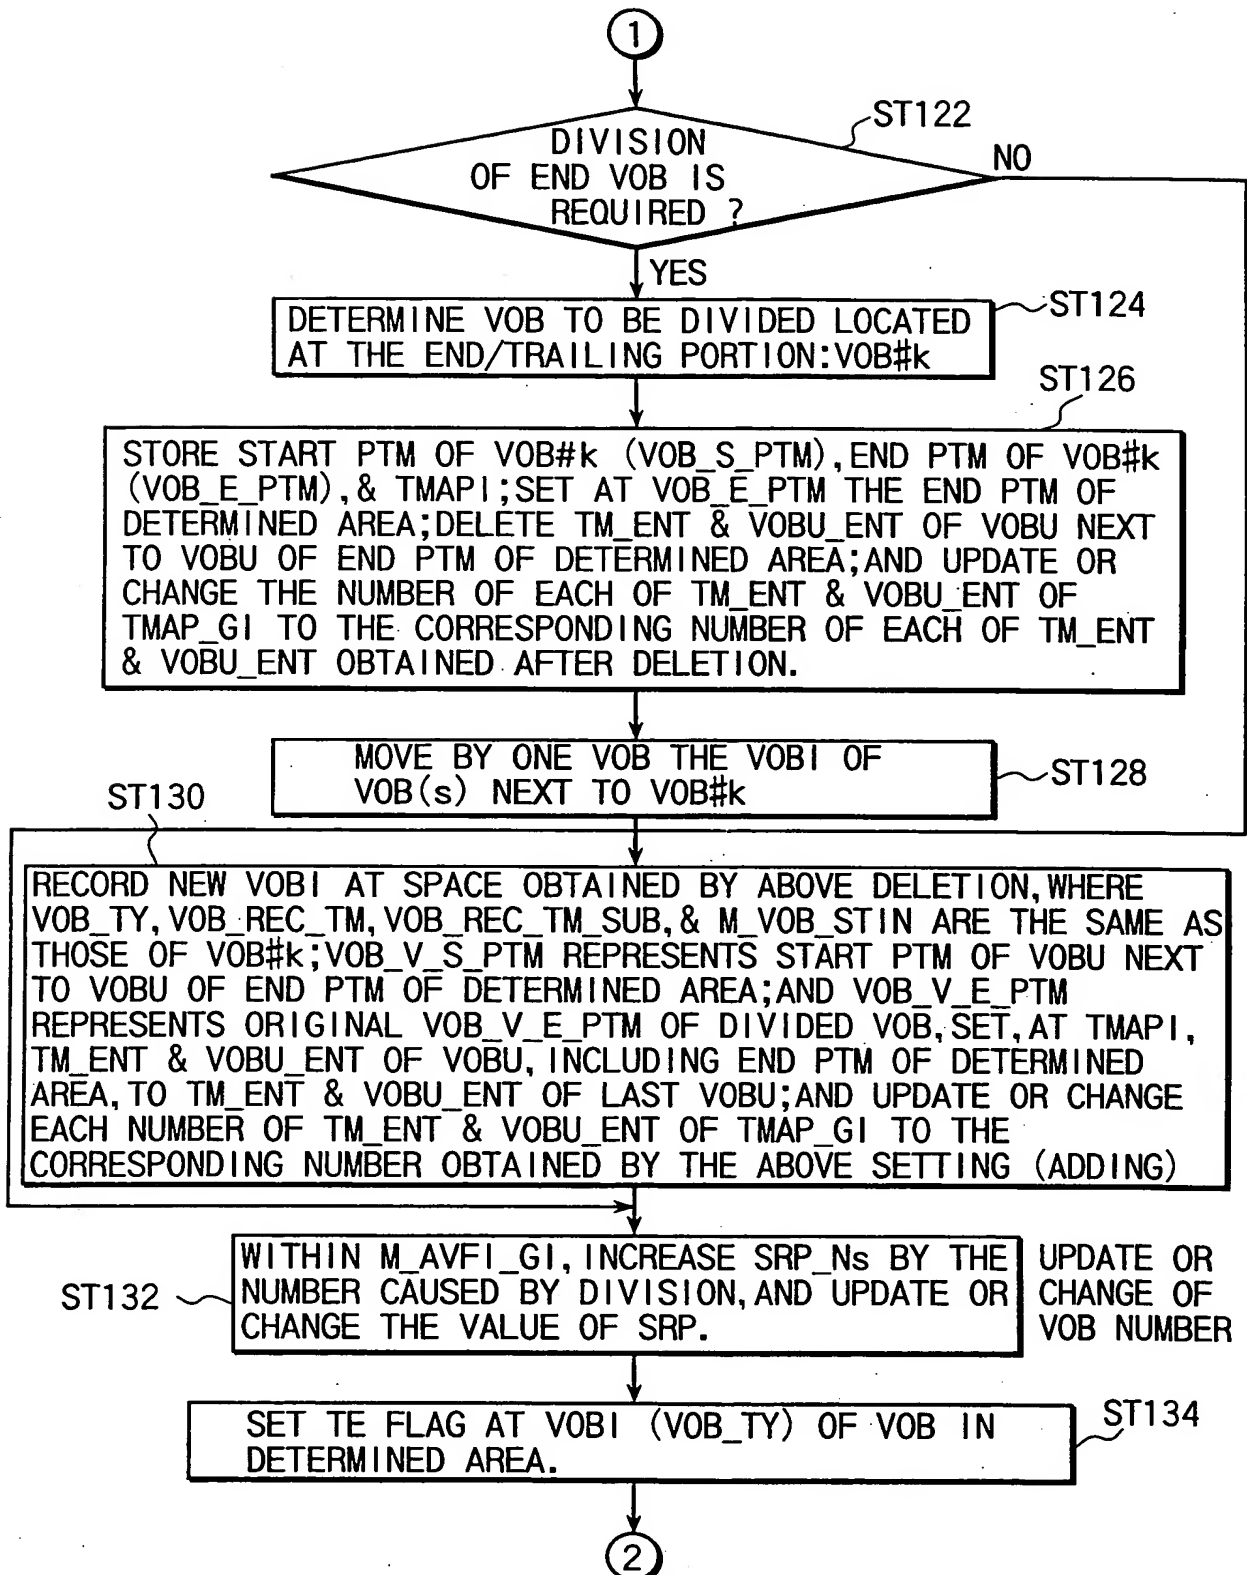 1
ST122
DIVISION
OF END VOB IS
REQUIRED ?
NO
YES
ST124
DETERMINE VOB TO BE DIVIDED LOCATED
AT THE END/TRAILING PORTION:VOB#k
ST126
STORE START PTM OF VOB#k (VOB_S_PTM),END PTM OF VOB#k
(VOB_E_PTM),& TMAPI;SET AT VOB_E_PTM THE END PTM OF
DETERMINED AREA;DELETE TM_ENT & VOBU_ENT OF VOBU NEXT
TO VOBU OF END PTM OF DETERMINED AREA;AND UPDATE OR
CHANGE THE NUMBER OF EACH OF TM_ENT & VOBU_ENT OF
TMAP_GI TO THE CORRESPONDING NUMBER OF EACH OF TM_ENT
& VOBU_ENT OBTAINED AFTER DELETION.
MOVE BY ONE VOB THE VOBI OF
VOB(s) NEXT TO VOB#k
ST128
ST130
RECORD NEW VOBI AT SPACE OBTAINED BY ABOVE DELETION,WHERE
VOB_TY,VOB_REC_TM,VOB_REC_TM_SUB,& M_VOB_STIN ARE THE SAME AS
THOSE OF VOB#k;VOB_V_S_PTM REPRESENTS START PTM OF VOBU NEXT
TO VOBU OF END PTM OF DETERMINED AREA;AND VOB_V_E_PTM
REPRESENTS ORIGINAL VOB_V_E_PTM OF DIVIDED VOB,SET,AT TMAPI,
TM_ENT & VOBU_ENT OF VOBU,INCLUDING END PTM OF DETERMINED
AREA,TO TM_ENT & VOBU_ENT OF LAST VOBU;AND UPDATE OR CHANGE
EACH NUMBER OF TM_ENT & VOBU_ENT OF TMAP_GI TO THE
CORRESPONDING NUMBER OBTAINED BY THE ABOVE SETTING (ADDING)
WITHIN M_AVFI_GI,INCREASE SRP_Ns BY THE
NUMBER CAUSED BY DIVISION,AND UPDATE OR
CHANGE THE VALUE OF SRP.
ST132
UPDATE OR
CHANGE OF
VOB NUMBER
SET TE FLAG AT VOBI (VOB_TY) OF VOB IN
DETERMINED AREA.
ST134
2